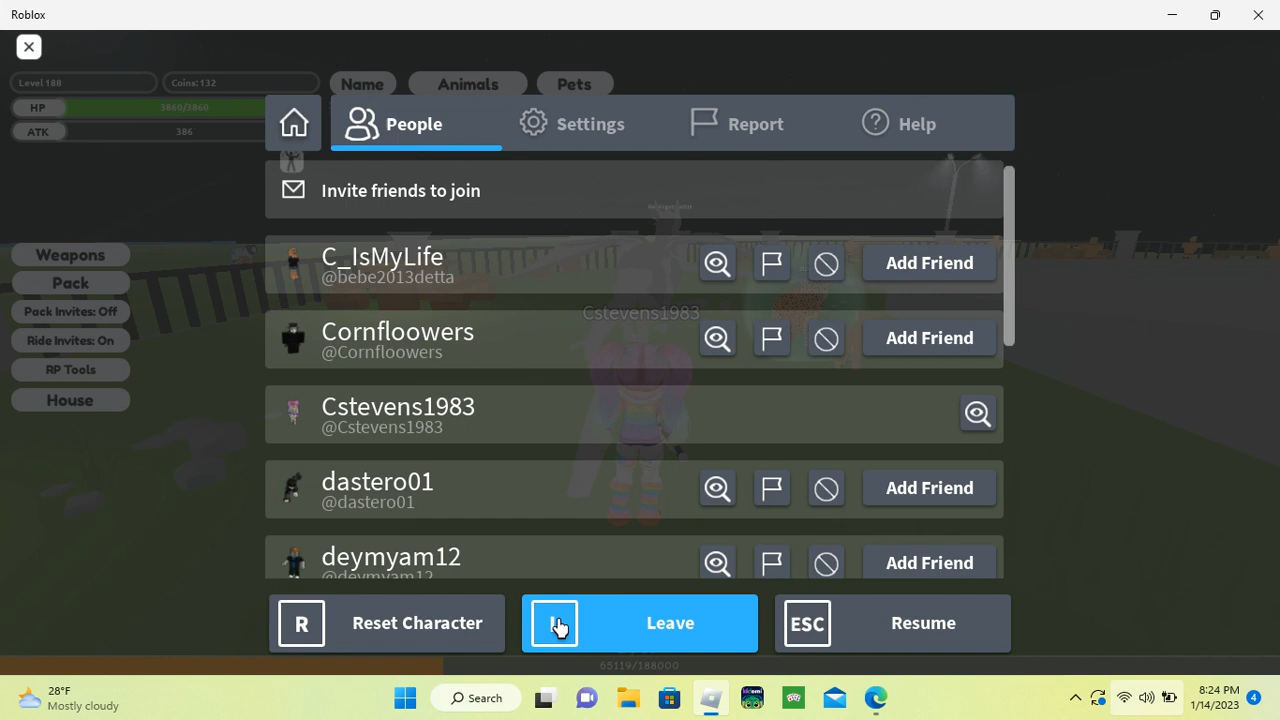 Roblox
Level 188
Coins: 132
Name
Animals
Pets
HP
3860/3860
ATK
386
People
Settings
Report
Help
Invite friends to join
C_IsMyLife
@bebe2013detta
Add Friend
Cornfloowers
@Cornfloowers
Add Friend
Cstevens1983
Cstevens1983
@Cstevens1983
dastero01
@dastero01
Add Friend
deymyam12
@deymyam12
Add Friend
Weapons
Pack
Pack Invites: Off
Ride Invites: On
RP Tools
House
R
Reset Character
Leave
ESC
Resume
65119/188000
28°F
Mostly cloudy
Search
8:24 PM
1/14/2023
4